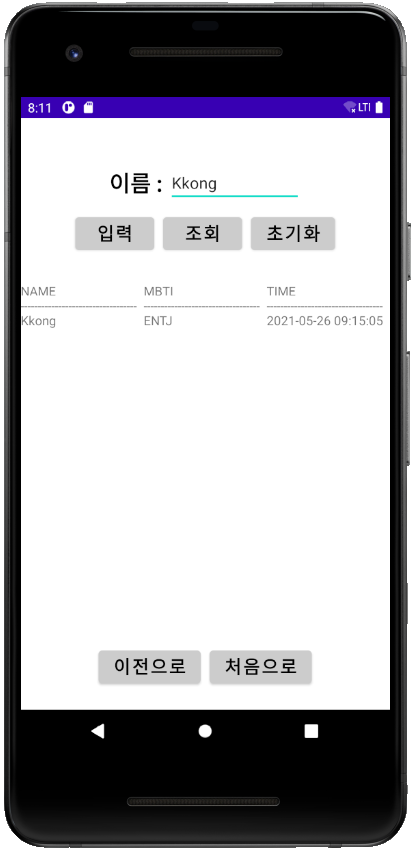 8:11 LTE
이름 : Kkong
입력 조회 초기화
NAME MBTI TIME
Kkong ENTJ 2021-05-26 09:15:05
이전으로 처음으로